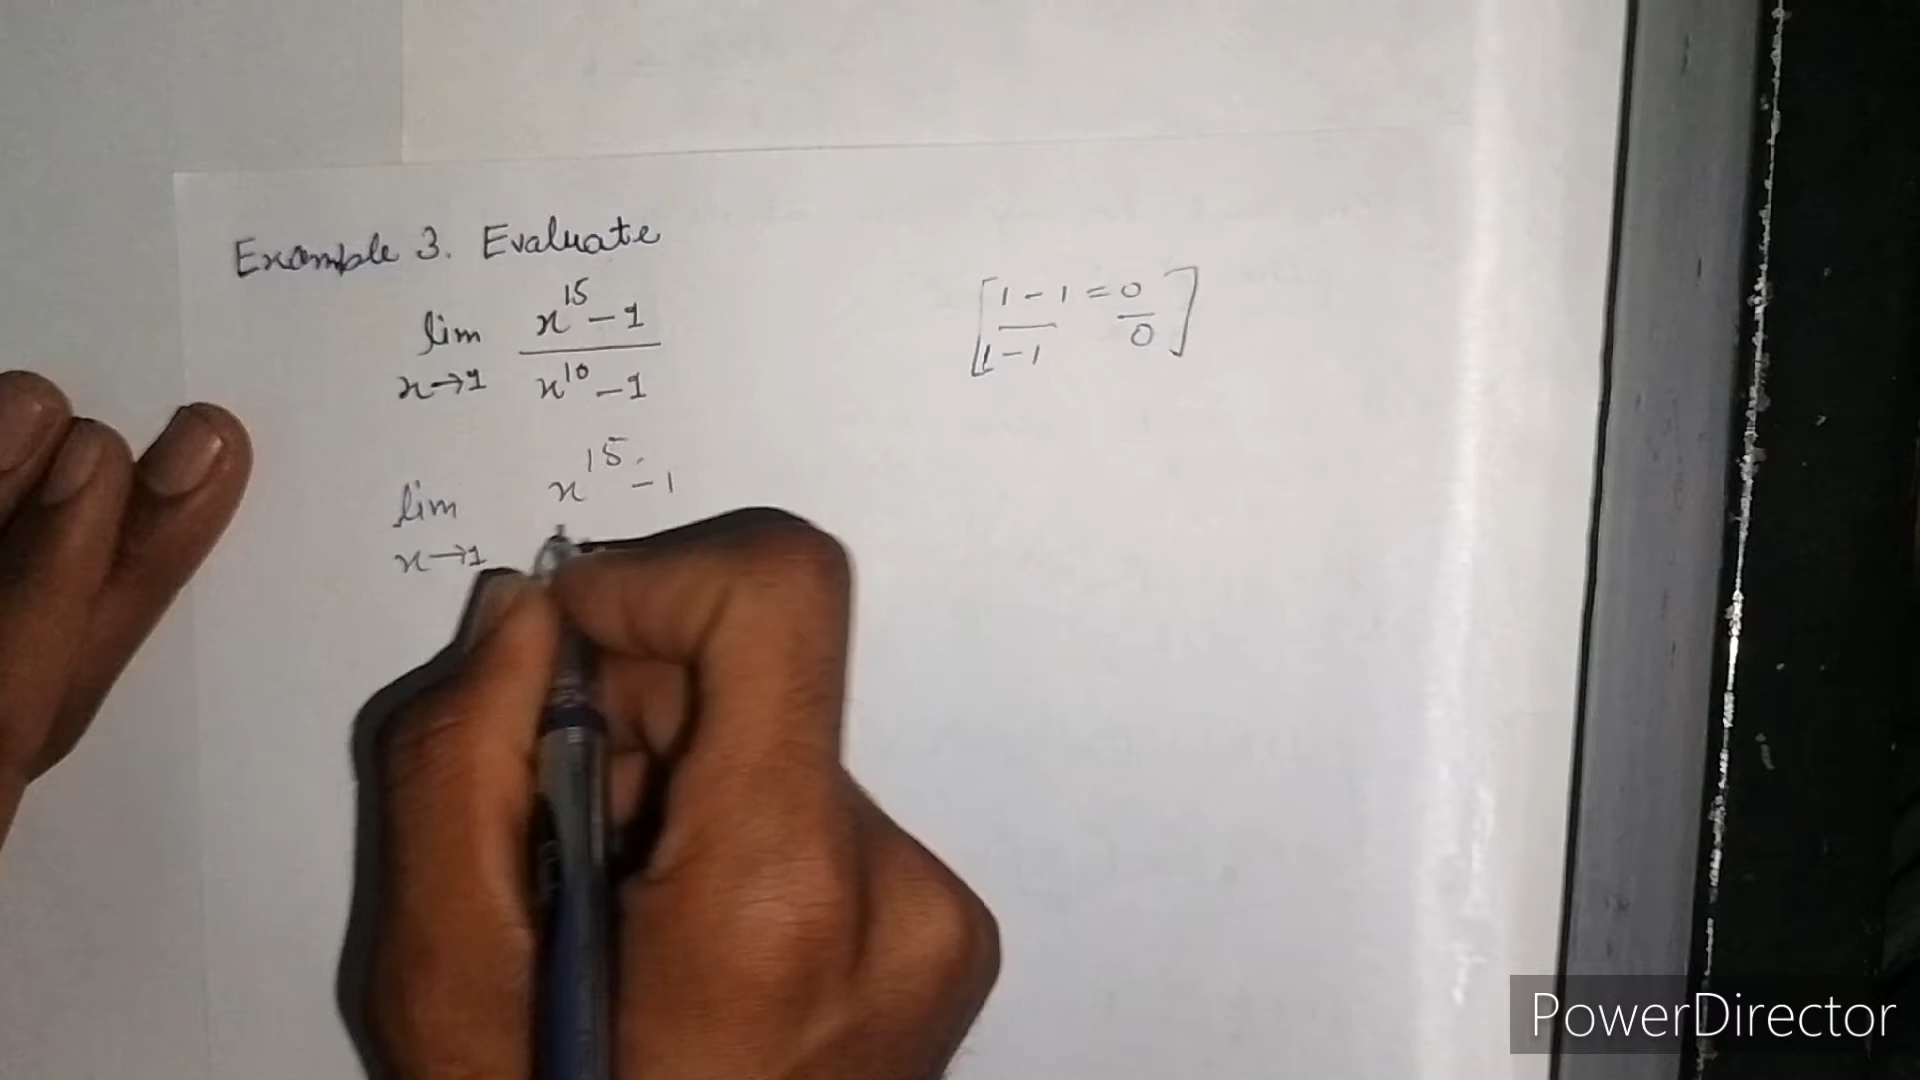 Example 3. Evaluate
lim x→1 (x^15 - 1)/(x^10 - 1)
[(1 - 1)/(1 - 1) = 0/0]
lim x→1 x^15 - 1
PowerDirector